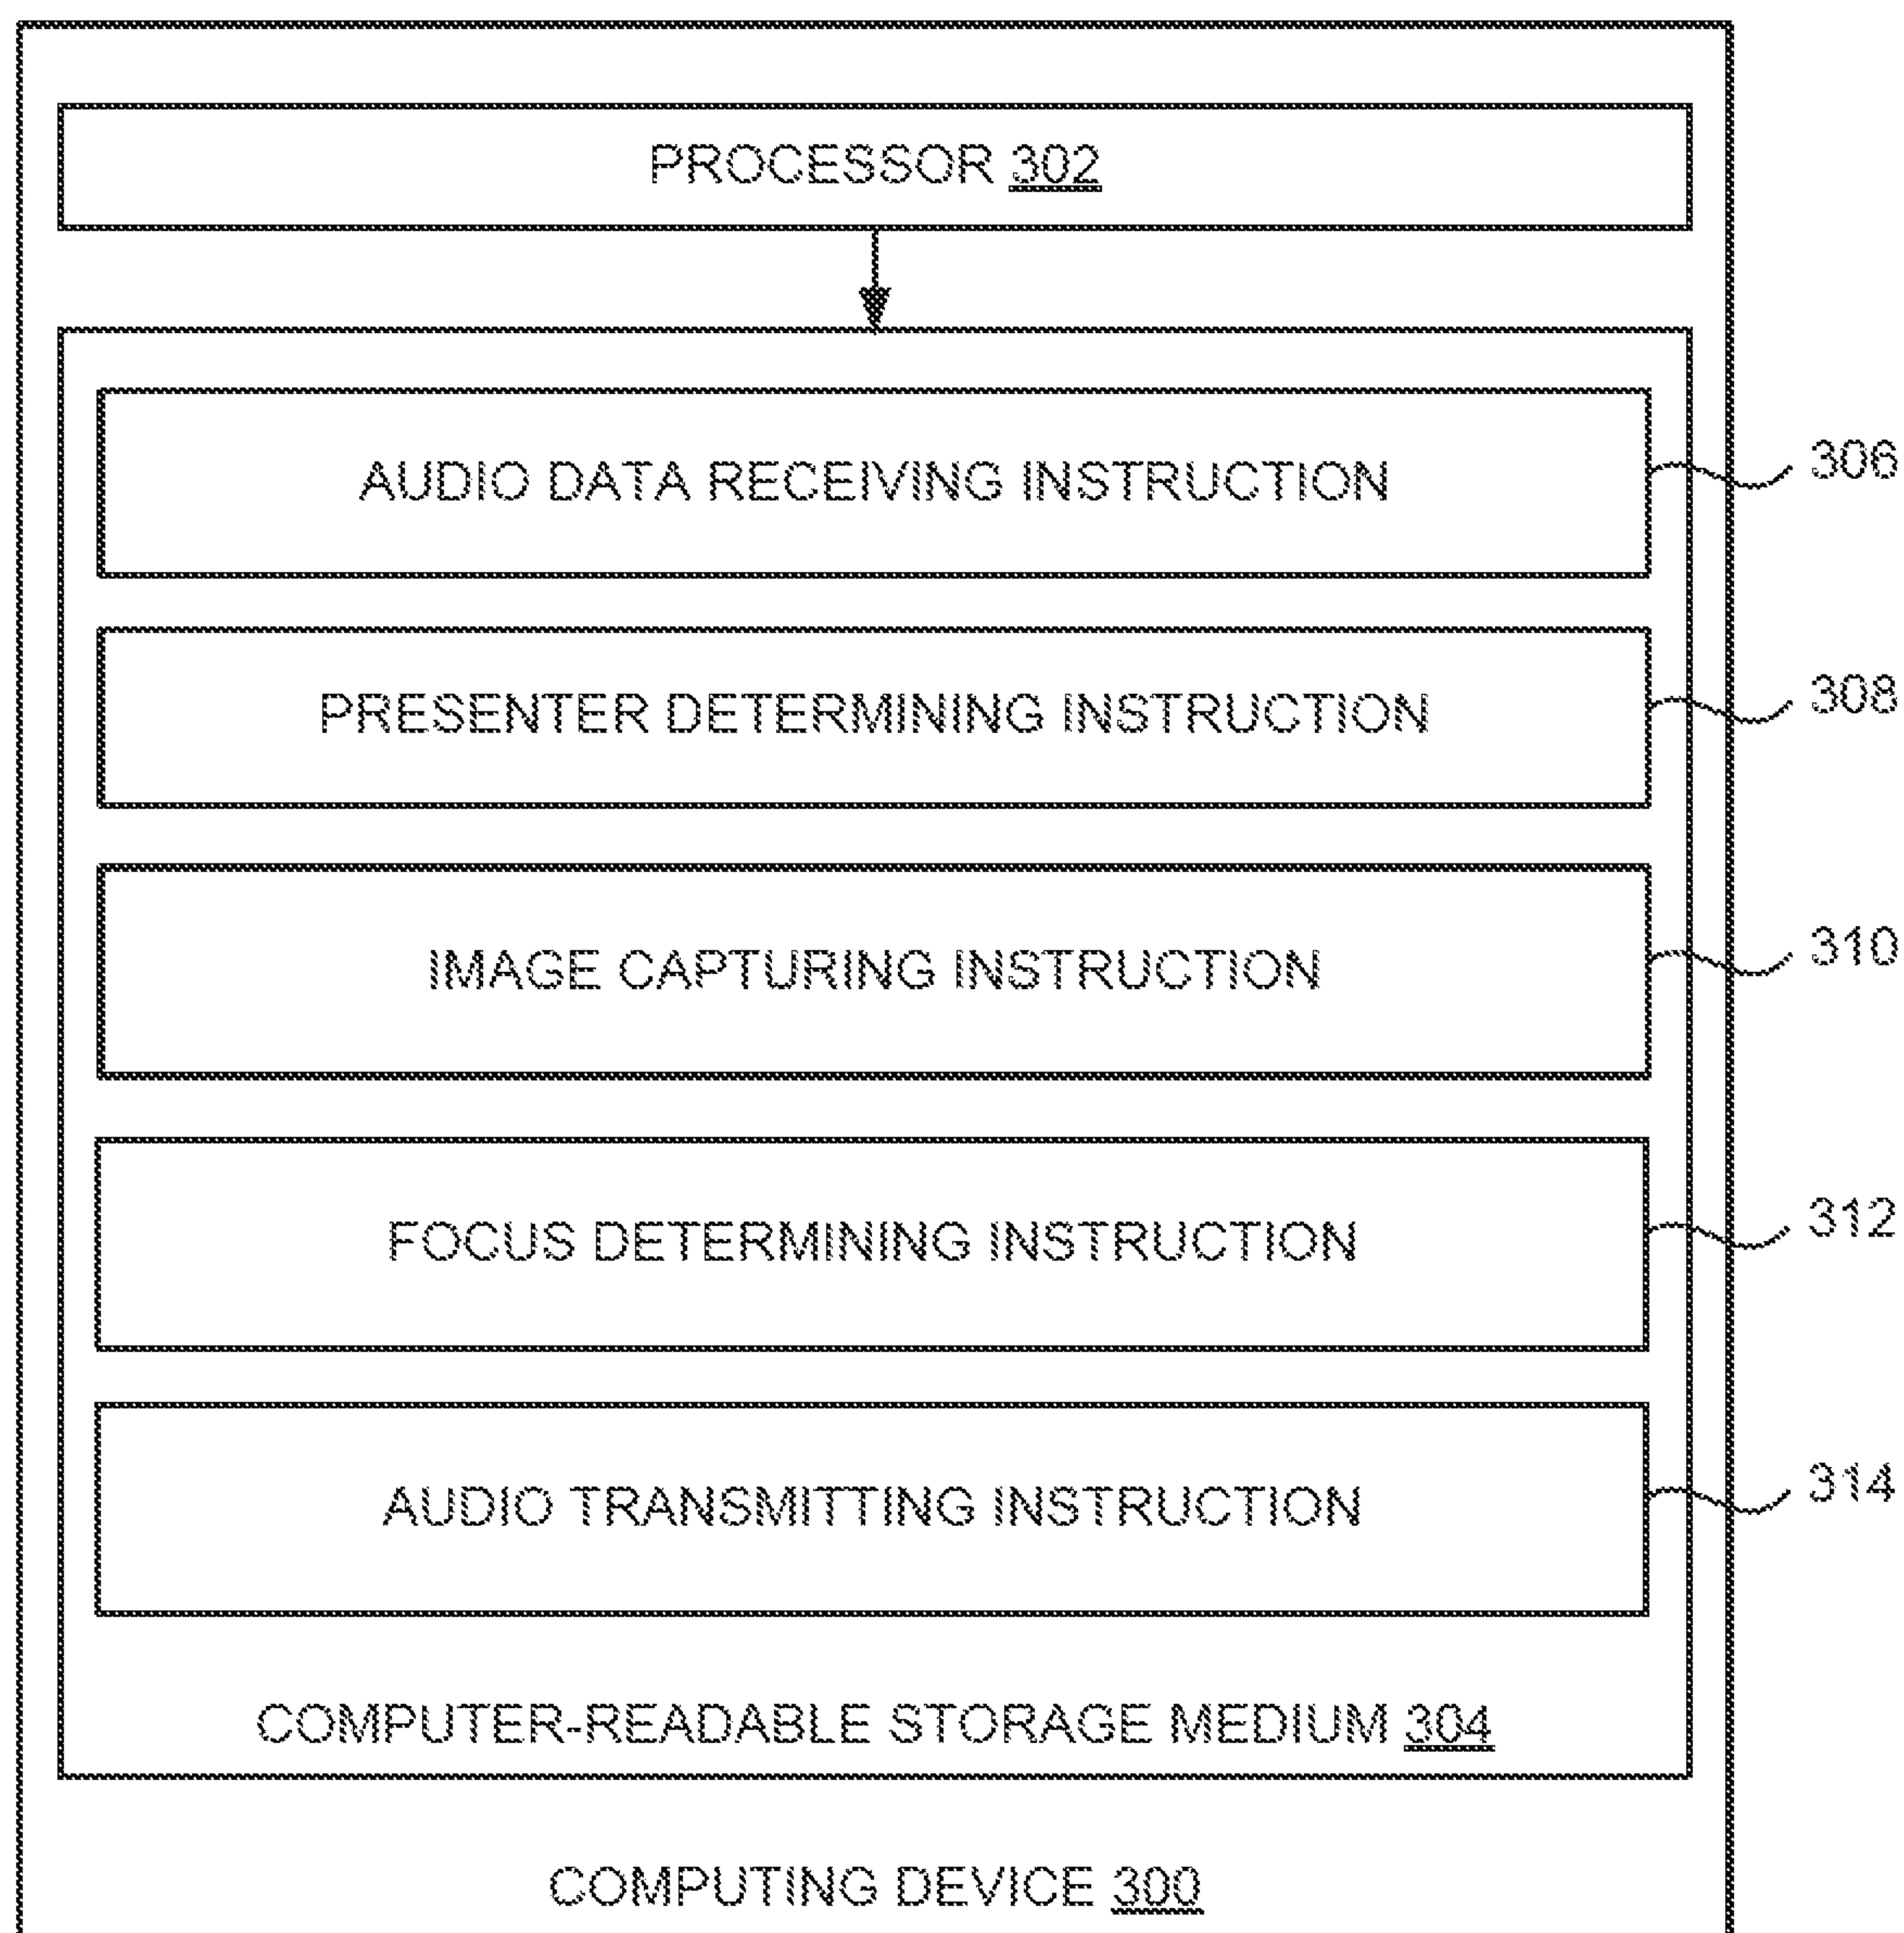 PROCESSOR 302
AUDIO DATA RECEIVING INSTRUCTION
306
PRESENTER DETERMINING INSTRUCTION
308
IMAGE CAPTURING INSTRUCTION
310
FOCUS DETERMINING INSTRUCTION
312
AUDIO TRANSMITTING INSTRUCTION
314
COMPUTER-READABLE STORAGE MEDIUM 304
COMPUTING DEVICE 300